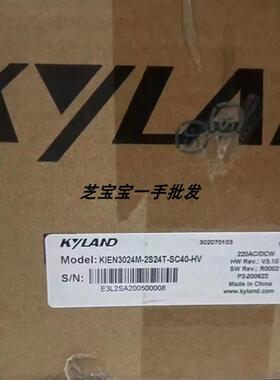 KYLAND
芝宝宝一手批发
KYLAND
302070103
Model: KIEN3024M-2S24T-SC40-HV
220AC/DCW
HW Rev.: V3.10
S/N:
SW Rev.: R0002
E3L2SA200500008
P2-200622
Made in China
www.kyland.com